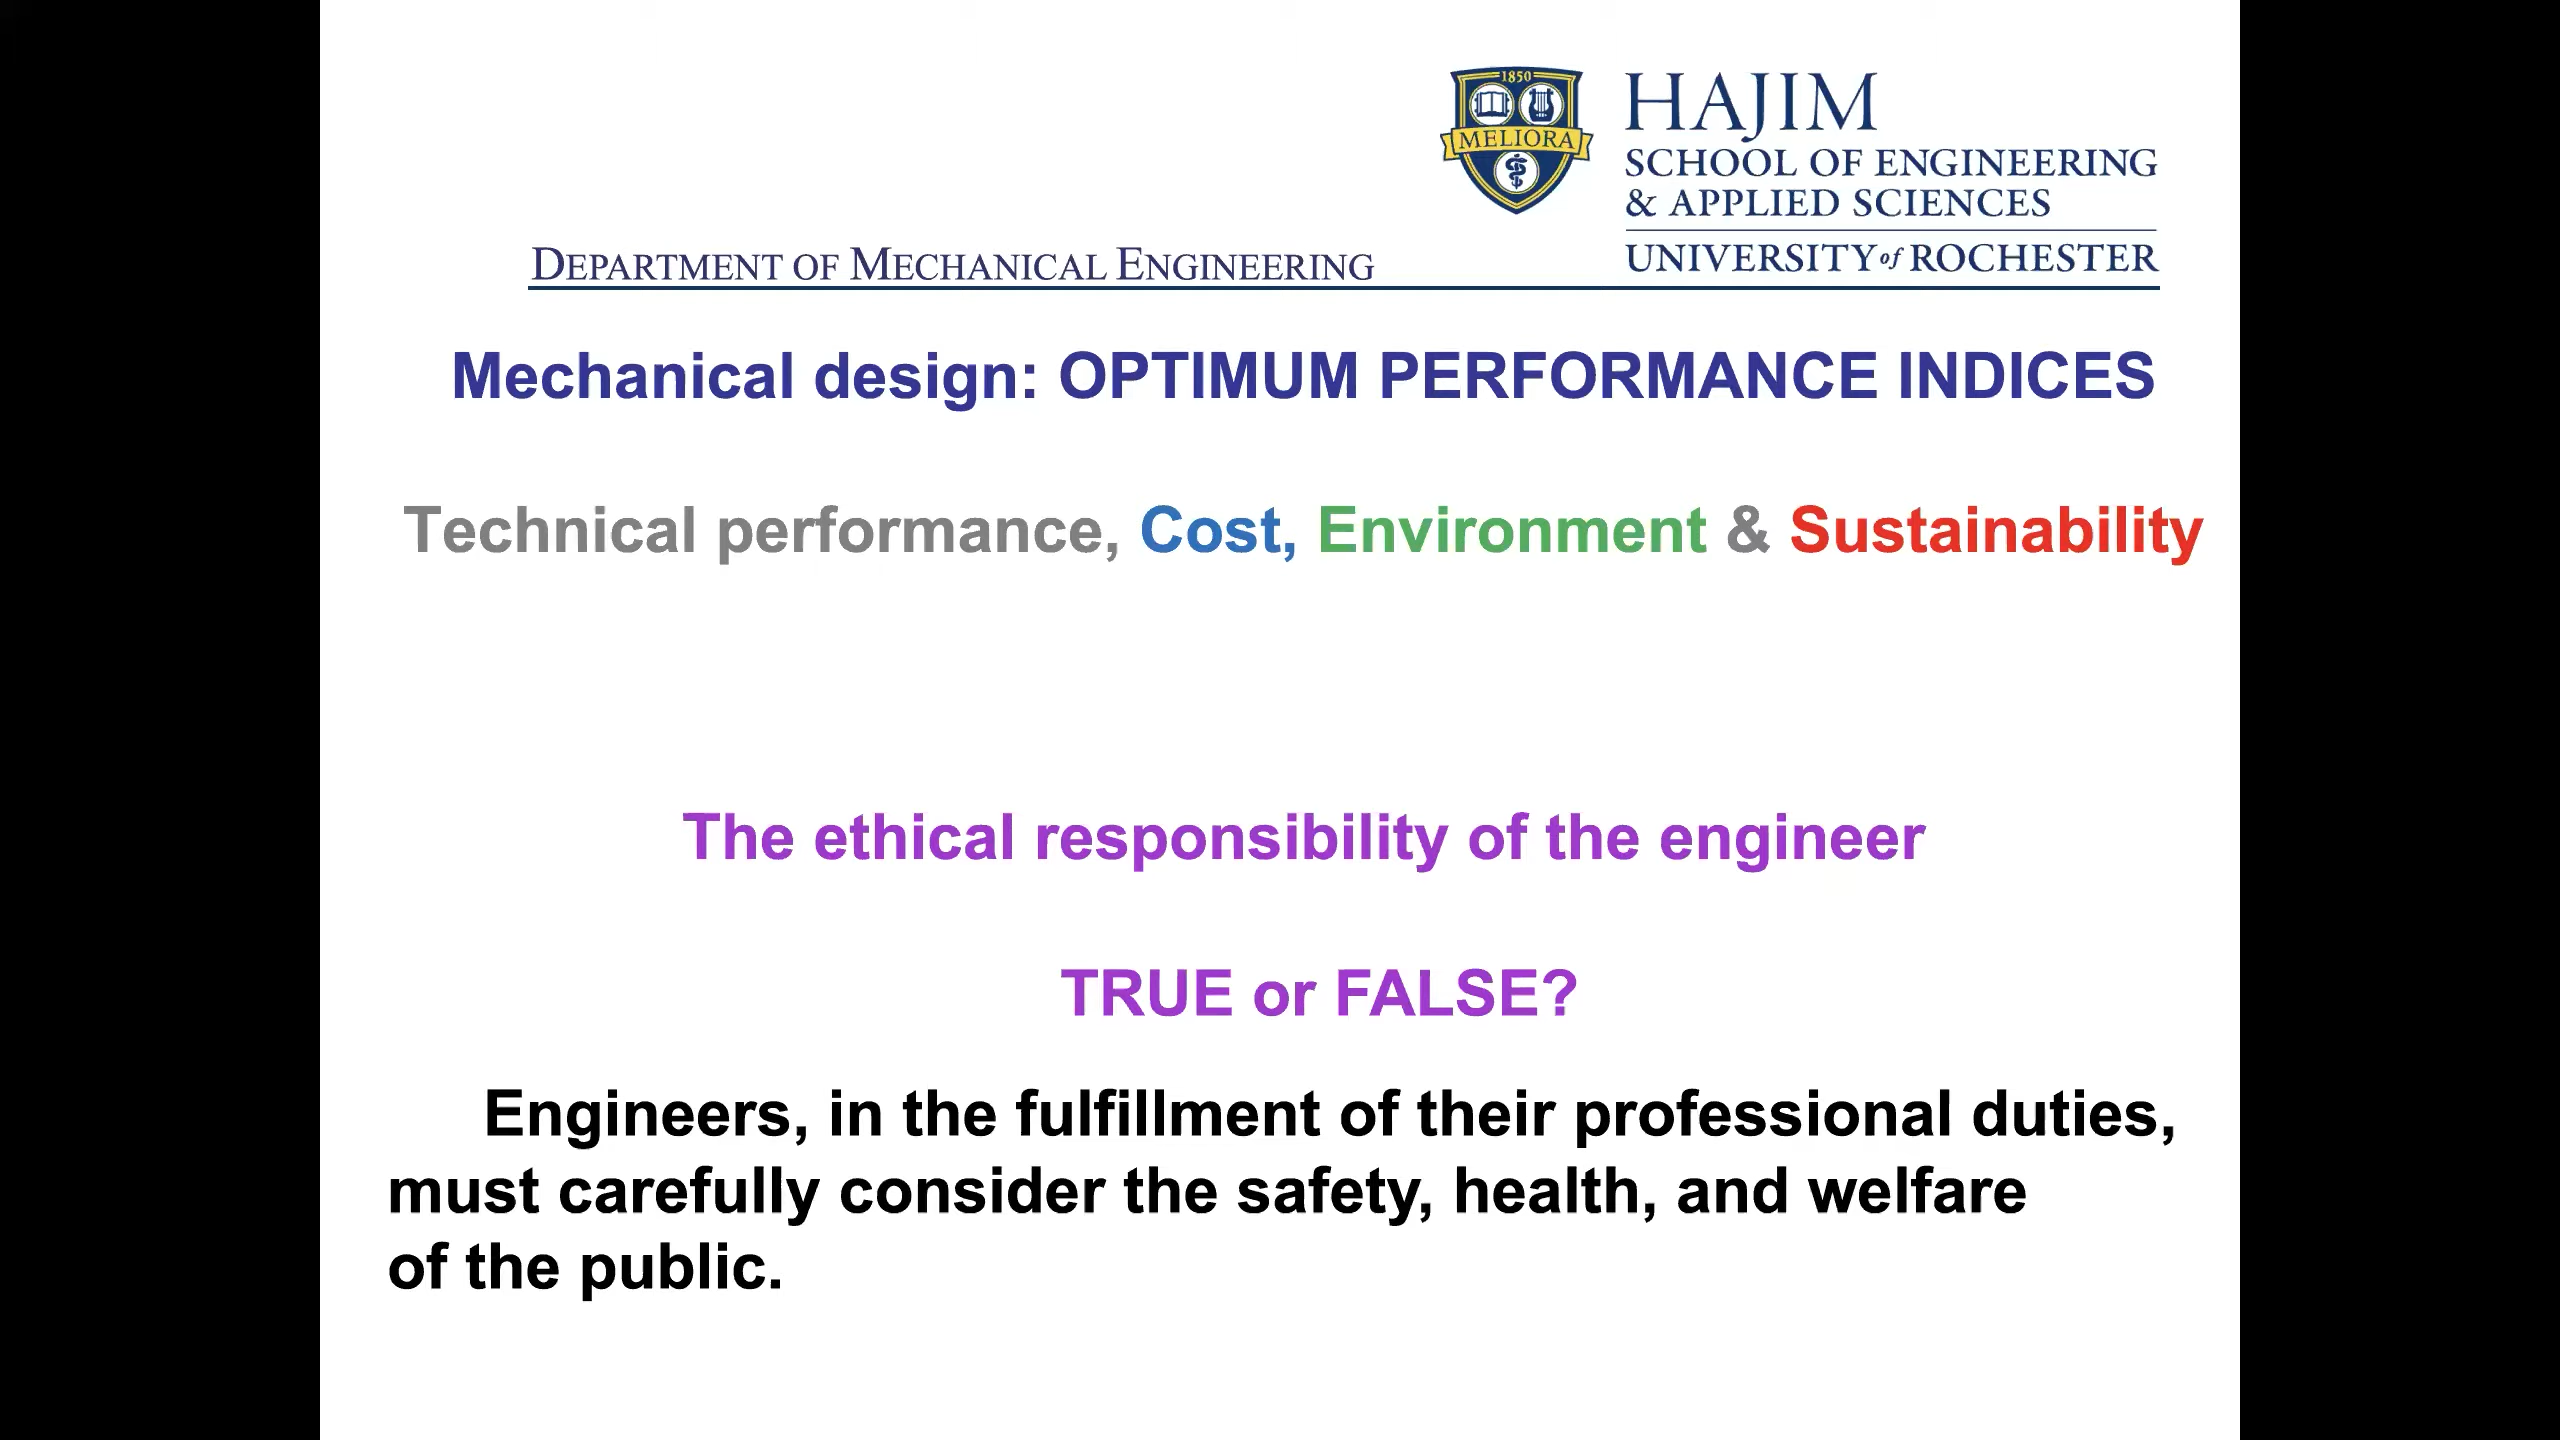 1850
MELIORA
HAJIM
SCHOOL OF ENGINEERING
& APPLIED SCIENCES
UNIVERSITY of ROCHESTER
DEPARTMENT OF MECHANICAL ENGINEERING
Mechanical design: OPTIMUM PERFORMANCE INDICES
Technical performance, Cost, Environment & Sustainability
The ethical responsibility of the engineer
TRUE or FALSE?
Engineers, in the fulfillment of their professional duties,
must carefully consider the safety, health, and welfare
of the public.